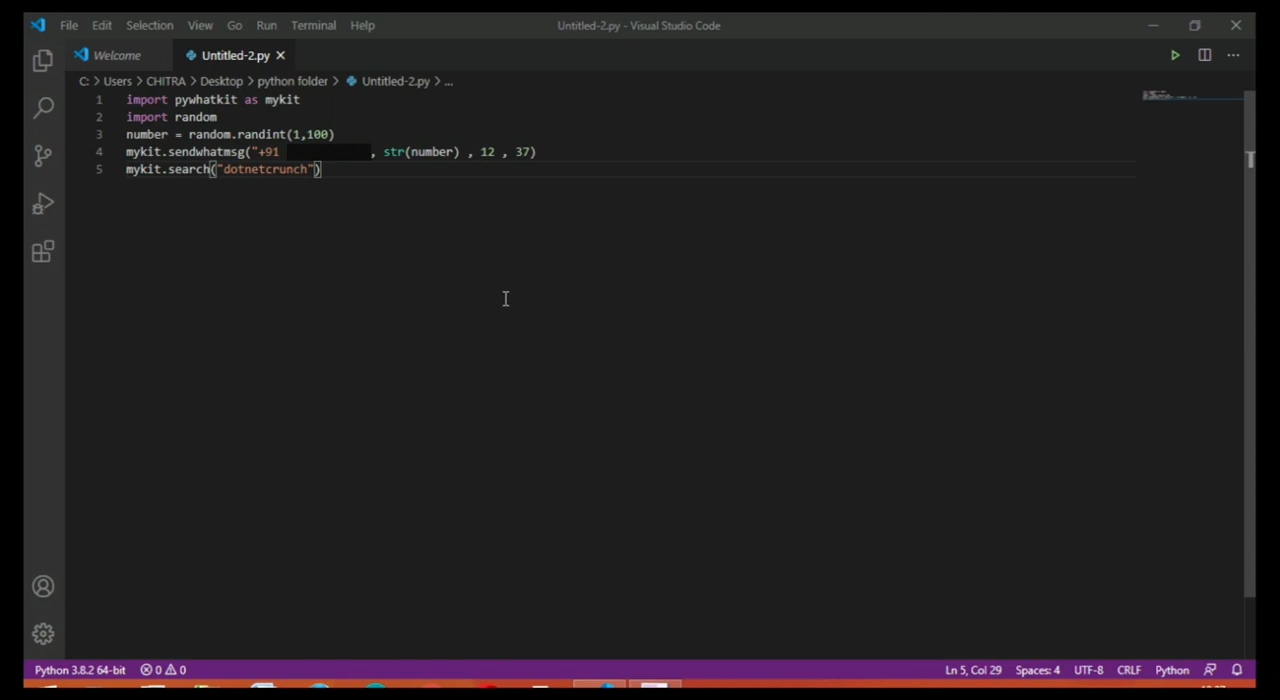 File Edit Selection View Go Run Terminal Help Untitled-2.py - Visual Studio Code
Welcome Untitled-2.py
C: > Users > CHITRA > Desktop > python folder > Untitled-2.py > ...
1 import pywhatkit as mykit
2 import random
3 number = random.randint(1,100)
4 mykit.sendwhatmsg("+91 , str(number) , 12 , 37)
5 mykit.search("dotnetcrunch")
Python 3.8.2 64-bit 0 0 Ln 5, Col 29 Spaces: 4 UTF-8 CRLF Python